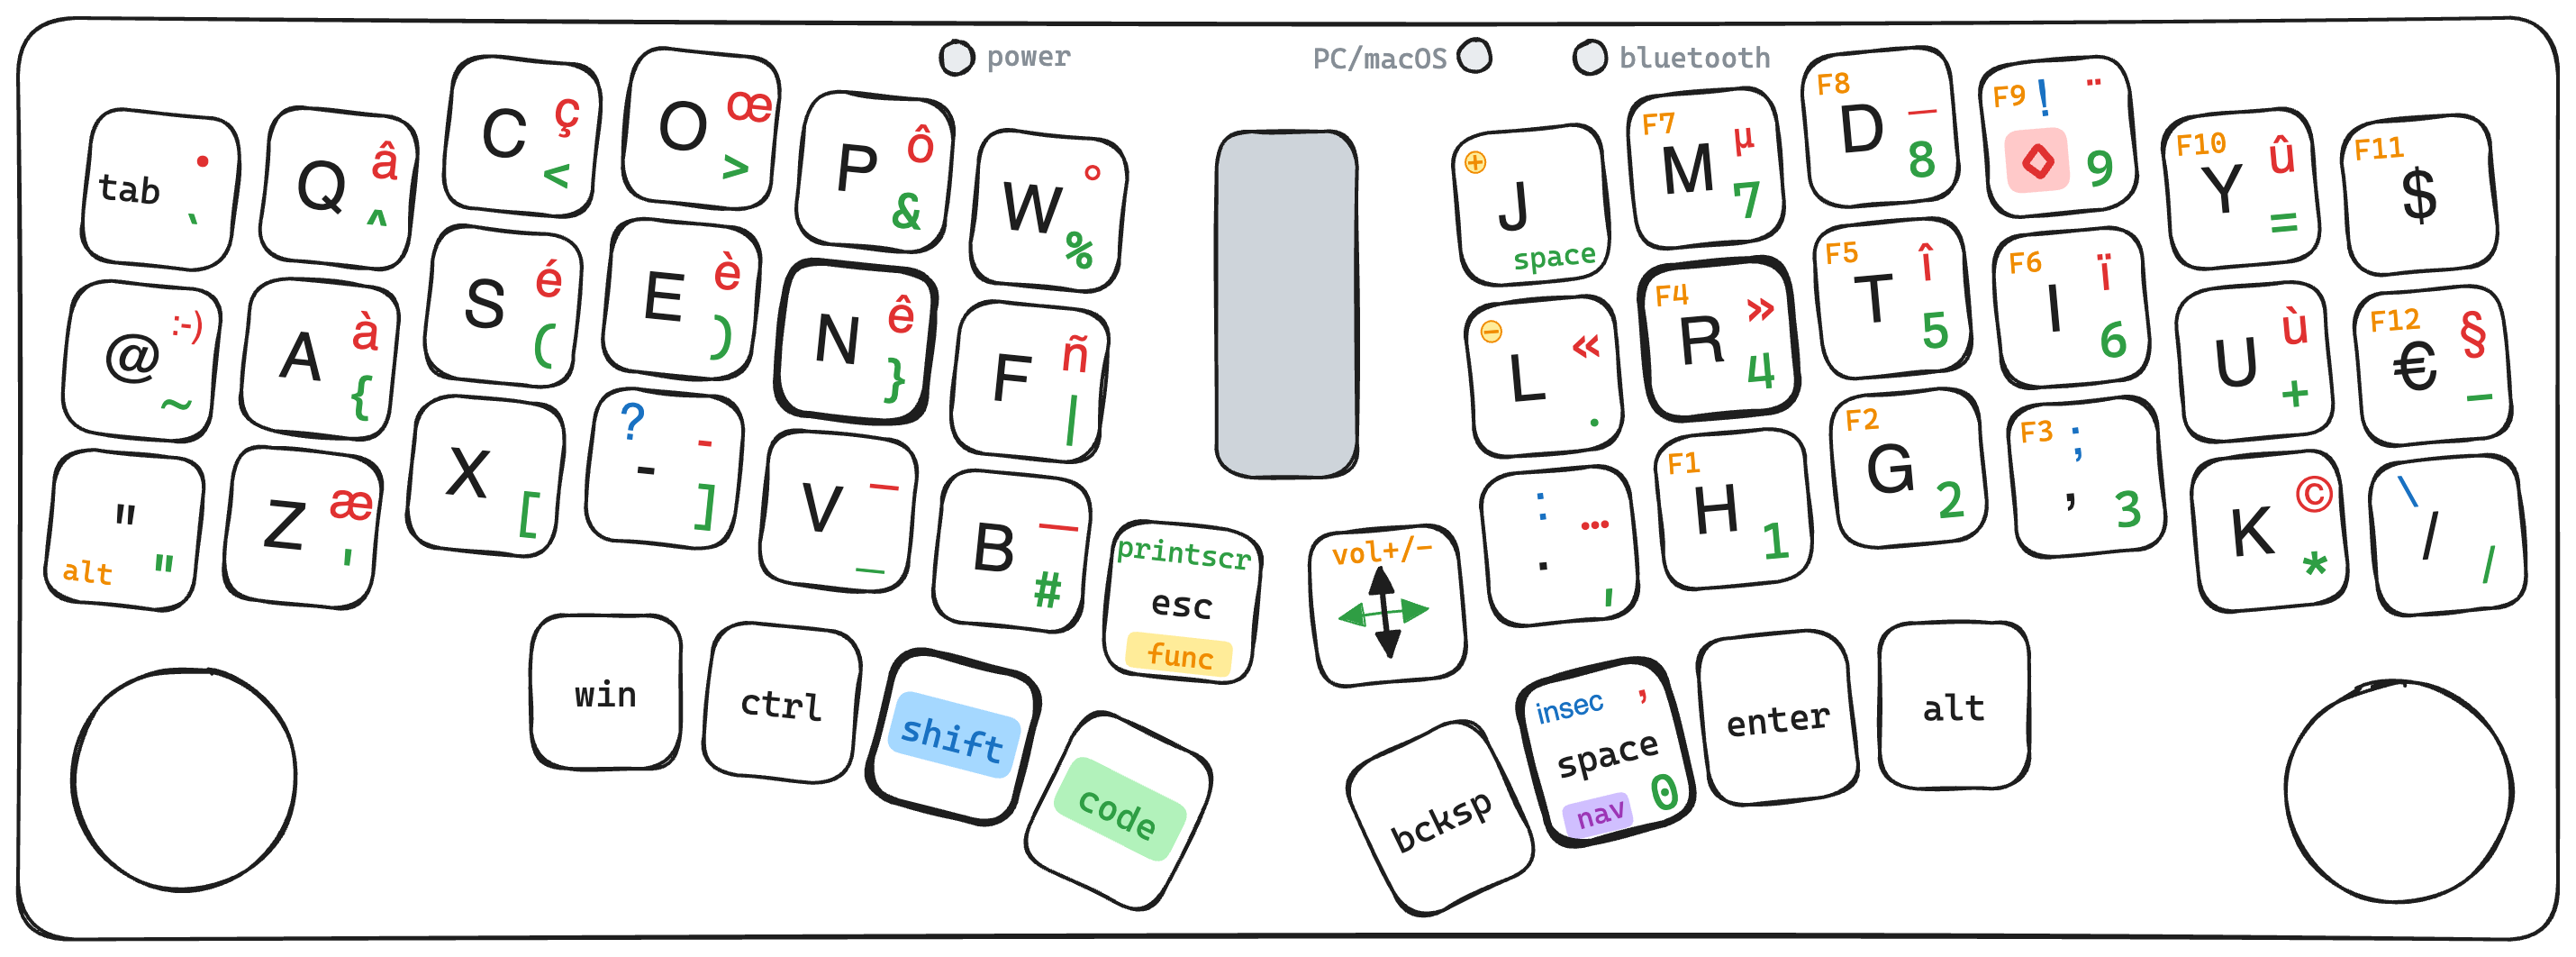 power PC/macOS bluetooth
tab • `
Q â ^
C ç <
O œ >
P ô &
W ° %
⊕ J space
F7 M µ 7
F8 D — 8
F9 ! ¨ ◇ 9
F10 Y û =
F11 $
@ :-) ~
A à {
S é (
E è )
N ê }
F ñ |
⊖ L « .
F4 R » 4
F5 T î 5
F6 I ï 6
U ù +
F12 € § −
" alt "
Z æ '
X [
? - - ]
V – _
B — #
printscr
esc
func
vol+/−
: … . ,
F1 H 1
F2 G 2
F3 ; , 3
K © *
\ / /
win
ctrl
shift
code
bcksp
insec ’
space
nav 0
enter
alt